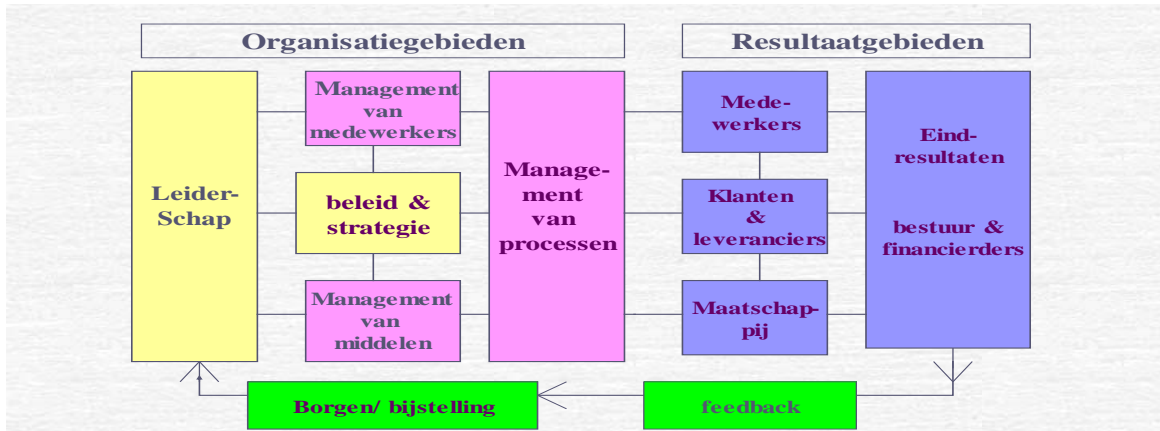 Organisatiegebieden
Resultaatgebieden
Leider-
Schap
Management
van
medewerkers
beleid &
strategie
Management
van
middelen
Manage-
ment
van
processen
Mede-
werkers
Klanten
&
leveranciers
Maatschap-
pij
Eind-
resultaten
bestuur &
financierders
Borgen/ bijstelling
feedback